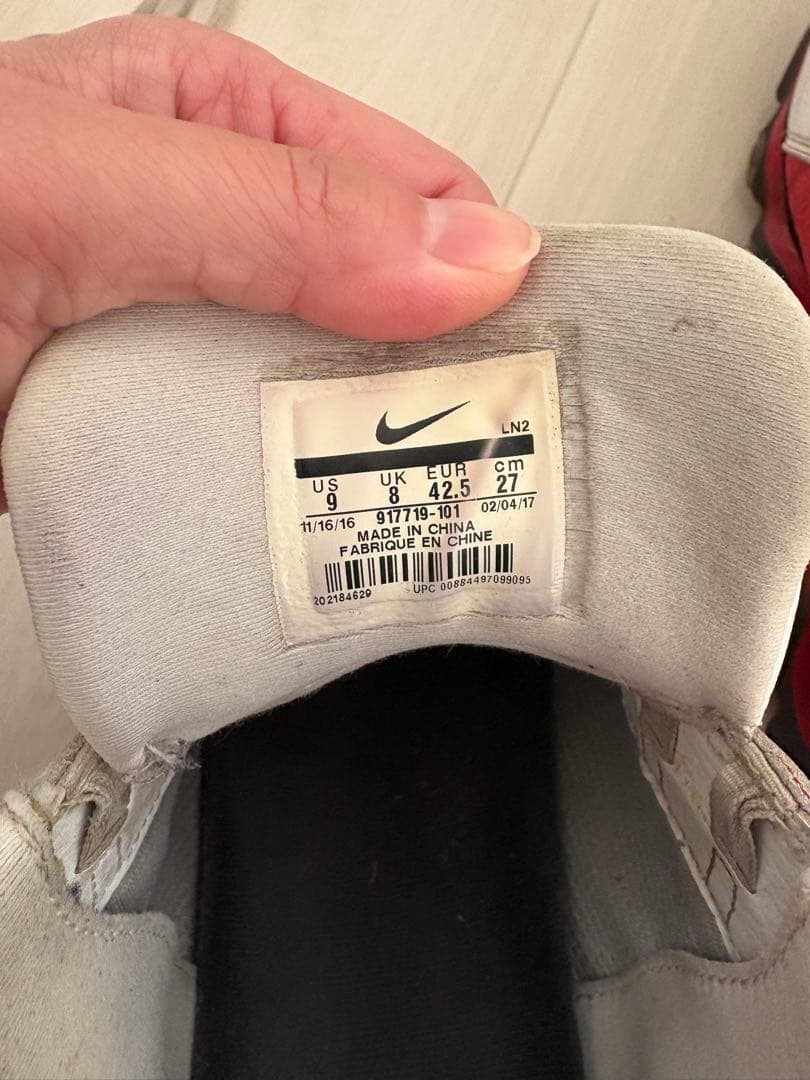 LN2
US UK EUR cm
9 8 42.5 27
11/16/16 917719-101 02/04/17
MADE IN CHINA
FABRIQUE EN CHINE
202184629 UPC 00884497099095